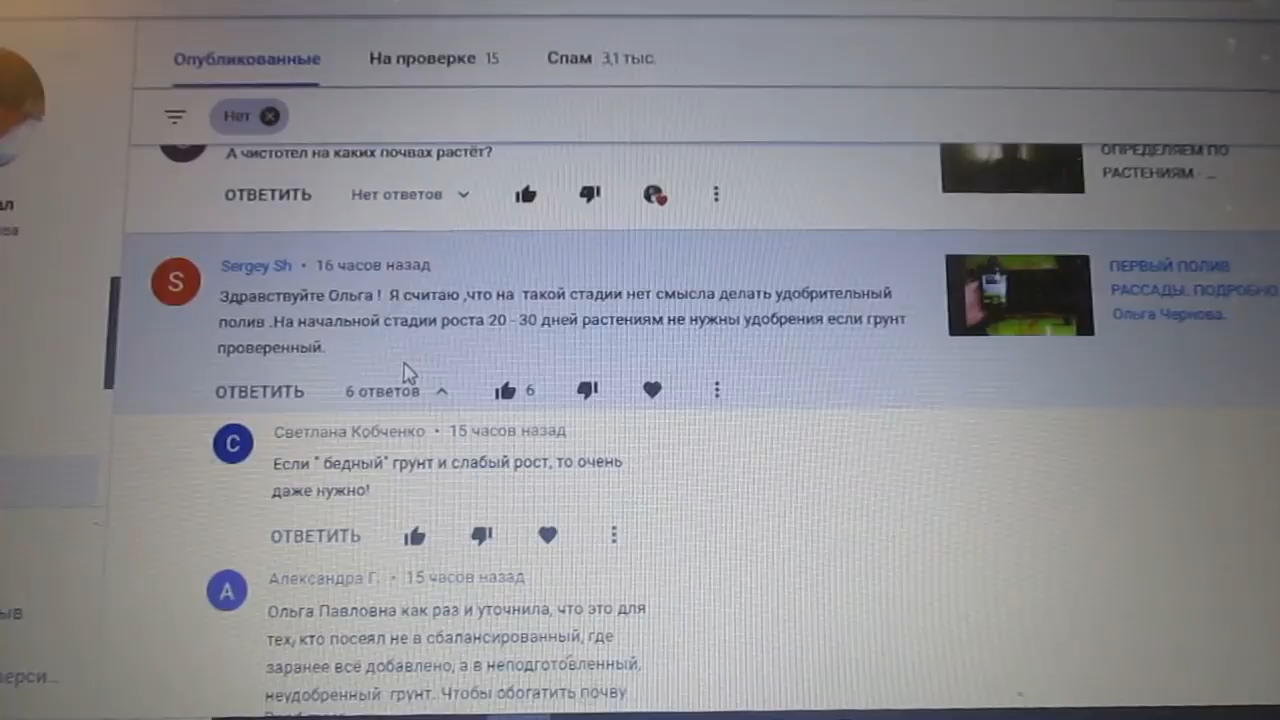 Опубликованные На проверке 15 Спам 3,1 тыс.
Нет
А чистотел на каких почвах растёт?
ОПРЕДЕЛЯЕМ ПО
РАСТЕНИЯМ - ...
ОТВЕТИТЬ Нет ответов
Sergey Sh • 16 часов назад
Здравствуйте Ольга ! Я считаю ,что на такой стадии нет смысла делать удобрительный
полив .На начальной стадии роста 20 - 30 дней растениям не нужны удобрения если грунт
проверенный.
ПЕРВЫЙ ПОЛИВ
РАССАДЫ. ПОДРОБНО
Ольга Чернова.
S
ОТВЕТИТЬ 6 ответов 6
С
Светлана Кобченко • 15 часов назад
Если " бедный" грунт и слабый рост, то очень
даже нужно!
ОТВЕТИТЬ
А
Александра Г. • 15 часов назад
Ольга Павловна как раз и уточнила, что это для
тех, кто посеял не в сбалансированный, где
заранее всё добавлено, а в неподготовленный,
неудобренный грунт. Чтобы обогатить почву
ыв
ерси...